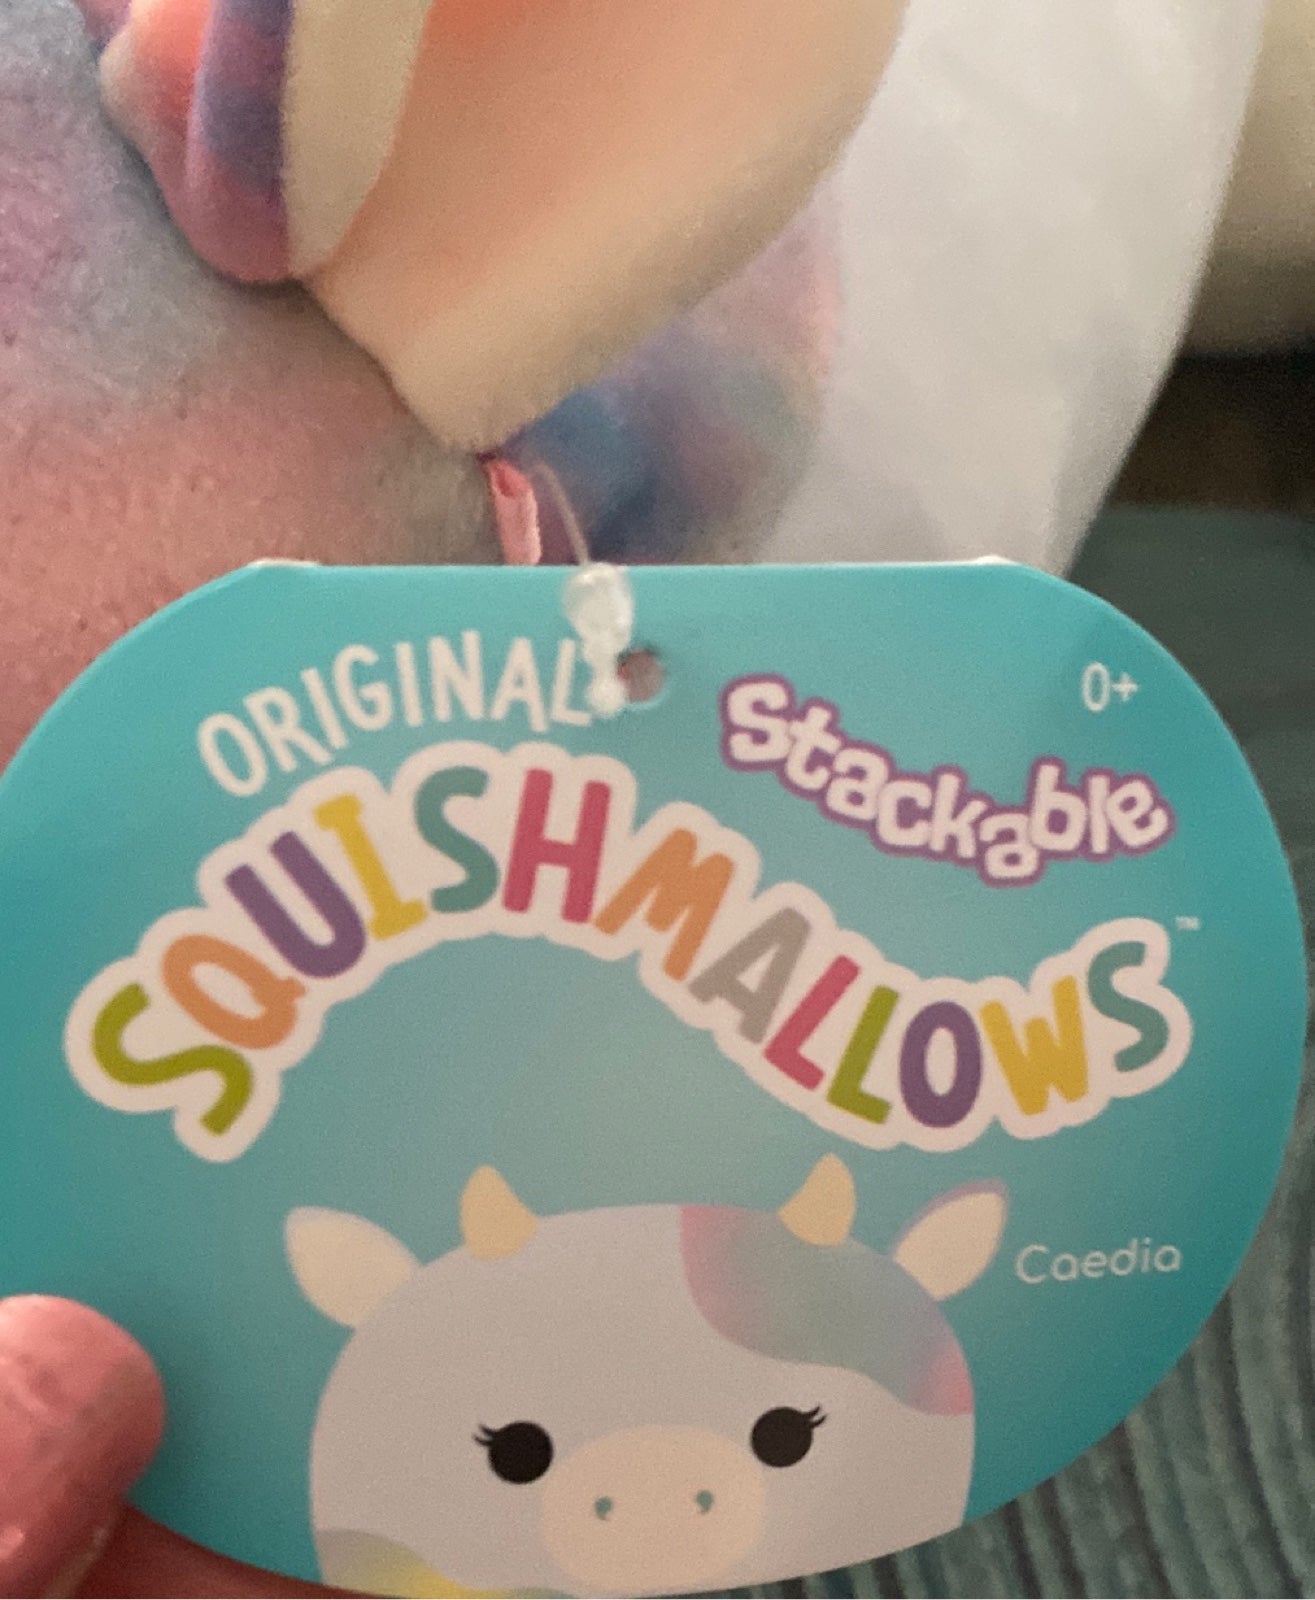 ORIGINAL
Stackable
0+
SQUISHMALLOWS™
Caedia